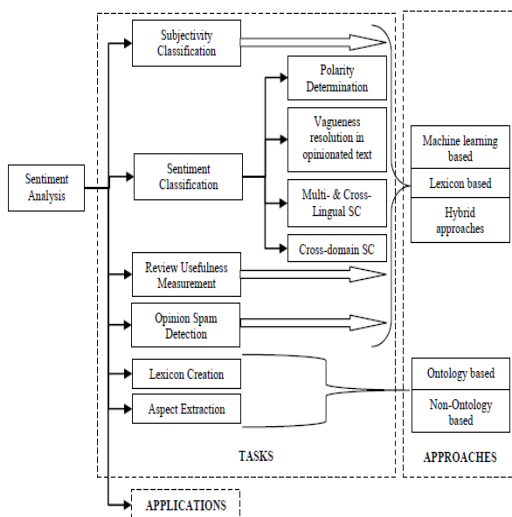 Subjectivity
Classification
Polarity
Determination
Vagueness
resolution in
opinionated text
Machine learning
based
Sentiment
Analysis
Sentiment
Classification
Lexicon based
Multi- & Cross-
Lingual SC
Hybrid
approaches
Cross-domain SC
Review Usefulness
Measurement
Opinion Spam
Detection
Lexicon Creation
Ontology based
Aspect Extraction
Non-Ontology
based
TASKS
APPROACHES
APPLICATIONS